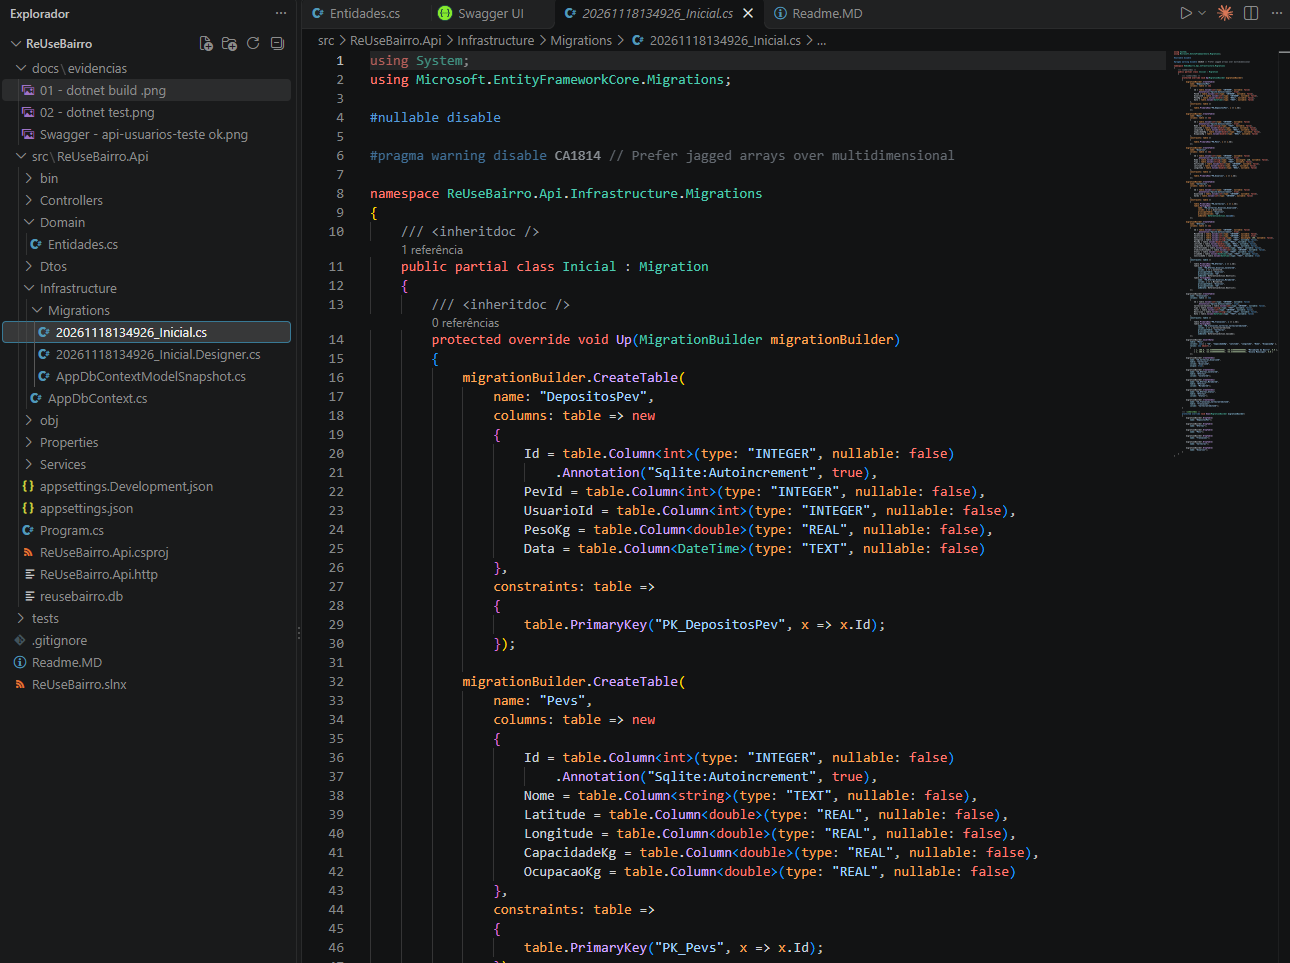 Explorador
ReUseBairro
docs\evidencias
01 - dotnet build .png
02 - dotnet test.png
Swagger - api-usuarios-teste ok.png
src\ReUseBairro.Api
bin
Controllers
Domain
Entidades.cs
Dtos
Infrastructure
Migrations
20261118134926_Inicial.cs
20261118134926_Inicial.Designer.cs
AppDbContextModelSnapshot.cs
AppDbContext.cs
obj
Properties
Services
appsettings.Development.json
appsettings.json
Program.cs
ReUseBairro.Api.csproj
ReUseBairro.Api.http
reusebairro.db
tests
.gitignore
Readme.MD
ReUseBairro.slnx
Entidades.cs
Swagger UI
20261118134926_Inicial.cs
Readme.MD
src > ReUseBairro.Api > Infrastructure > Migrations > 20261118134926_Inicial.cs > ...
1 using System;
2 using Microsoft.EntityFrameworkCore.Migrations;
3
4 #nullable disable
5
6 #pragma warning disable CA1814 // Prefer jagged arrays over multidimensional
7
8 namespace ReUseBairro.Api.Infrastructure.Migrations
9 {
10 /// <inheritdoc />
1 referência
11 public partial class Inicial : Migration
12 {
13 /// <inheritdoc />
0 referências
14 protected override void Up(MigrationBuilder migrationBuilder)
15 {
16 migrationBuilder.CreateTable(
17 name: "DepositosPev",
18 columns: table => new
19 {
20 Id = table.Column<int>(type: "INTEGER", nullable: false)
21 .Annotation("Sqlite:Autoincrement", true),
22 PevId = table.Column<int>(type: "INTEGER", nullable: false),
23 UsuarioId = table.Column<int>(type: "INTEGER", nullable: false),
24 PesoKg = table.Column<double>(type: "REAL", nullable: false),
25 Data = table.Column<DateTime>(type: "TEXT", nullable: false)
26 },
27 constraints: table =>
28 {
29 table.PrimaryKey("PK_DepositosPev", x => x.Id);
30 });
31
32 migrationBuilder.CreateTable(
33 name: "Pevs",
34 columns: table => new
35 {
36 Id = table.Column<int>(type: "INTEGER", nullable: false)
37 .Annotation("Sqlite:Autoincrement", true),
38 Nome = table.Column<string>(type: "TEXT", nullable: false),
39 Latitude = table.Column<double>(type: "REAL", nullable: false),
40 Longitude = table.Column<double>(type: "REAL", nullable: false),
41 CapacidadeKg = table.Column<double>(type: "REAL", nullable: false),
42 OcupacaoKg = table.Column<double>(type: "REAL", nullable: false)
43 },
44 constraints: table =>
45 {
46 table.PrimaryKey("PK_Pevs", x => x.Id);